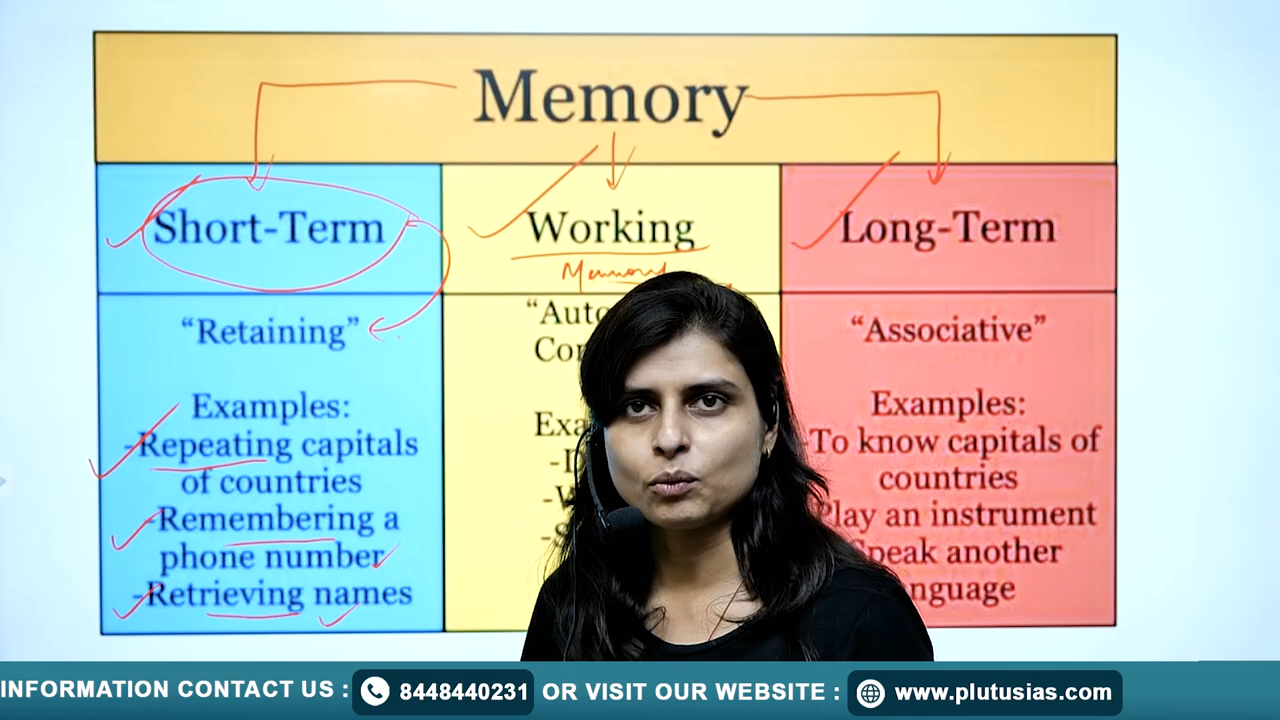 Memory
Short-Term
Working
Long-Term
Memory
"Retaining"
Examples:
-Repeating capitals
of countries
-Remembering a
phone number
-Retrieving names
"Associative"
Examples:
-To know capitals of
countries
Play an instrument
Speak another
INFORMATION CONTACT US :
8448440231
OR VISIT OUR WEBSITE :
www.plutusias.com